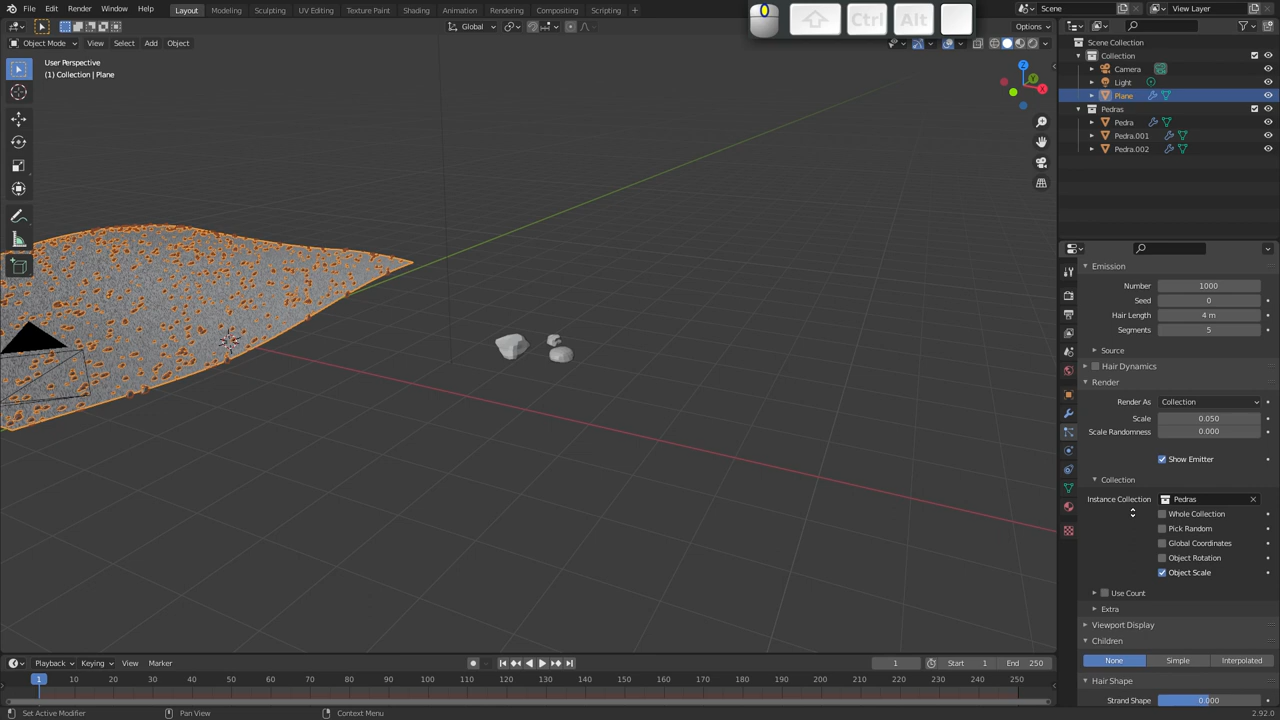 File Edit Render Window Help Layout Modeling Sculpting UV Editing Texture Paint Shading Animation Rendering Compositing Scripting Ctrl Alt Scene View Layer
Global Options
Object Mode View Select Add Object
User Perspective
(1) Collection | Plane
Z
Y
X
Scene Collection
Collection
Camera
Light
Plane
Pedras
Pedra
Pedra.001
Pedra.002
Emission
Number 1000
Seed 0
Hair Length 4 m
Segments 5
Source
Hair Dynamics
Render
Render As Collection
Scale 0.050
Scale Randomness 0.000
Show Emitter
Collection
Instance Collection Pedras
Whole Collection
Pick Random
Global Coordinates
Object Rotation
Object Scale
Use Count
Extra
Viewport Display
Children
None Simple Interpolated
Hair Shape
Strand Shape 0.000
Playback Keying View Marker 1 Start 1 End 250
1 10 20 30 40 50 60 70 80 90 100 110 120 130 140 150 160 170 180 190 200 210 220 230 240 250
Set Active Modifier Pan View Context Menu 2.92.0